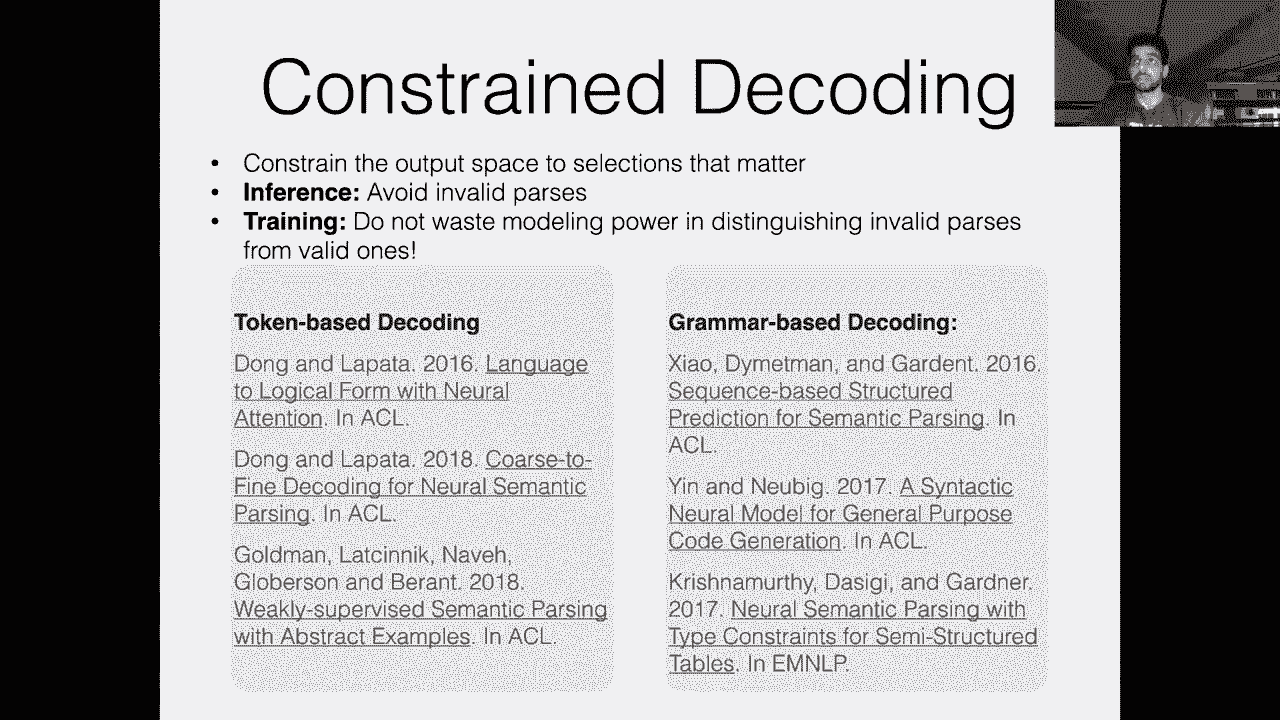 Constrained Decoding
• Constrain the output space to selections that matter
• Inference: Avoid invalid parses
• Training: Do not waste modeling power in distinguishing invalid parses
from valid ones!
Token-based Decoding
Dong and Lapata. 2016. Language
to Logical Form with Neural
Attention. In ACL.
Dong and Lapata. 2018. Coarse-to-
Fine Decoding for Neural Semantic
Parsing. In ACL.
Goldman, Latcinnik, Naveh,
Globerson and Berant. 2018.
Weakly-supervised Semantic Parsing
with Abstract Examples. In ACL.
Grammar-based Decoding:
Xiao, Dymetman, and Gardent. 2016.
Sequence-based Structured
Prediction for Semantic Parsing. In
ACL.
Yin and Neubig. 2017. A Syntactic
Neural Model for General Purpose
Code Generation. In ACL.
Krishnamurthy, Dasigi, and Gardner.
2017. Neural Semantic Parsing with
Type Constraints for Semi-Structured
Tables. In EMNLP.